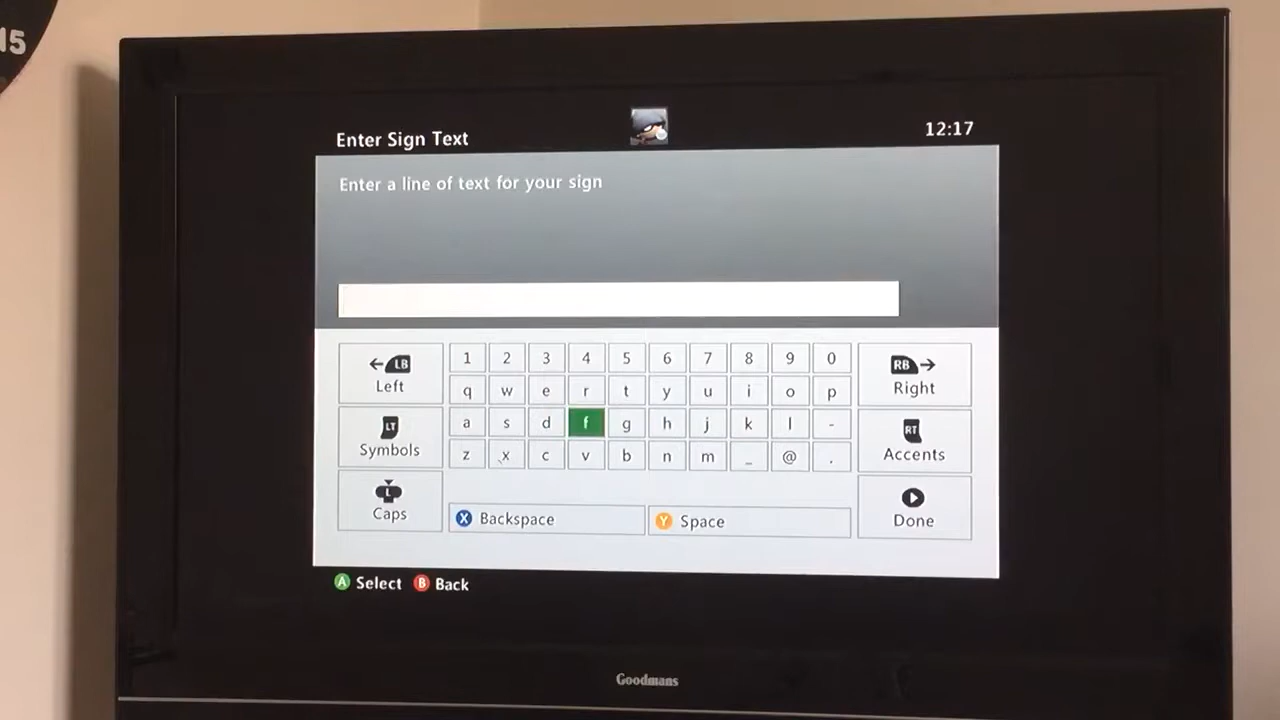 15
Enter Sign Text
12:17
Enter a line of text for your sign
LB
Left
1 2 3 4 5 6 7 8 9 0
RB
Right
q w e r t y u i o p
LT
Symbols
a s d f g h j k l -
RT
Accents
z x c v b n m _ @ .
L
Caps
X Backspace
Y Space
Done
A Select B Back
Goodmans